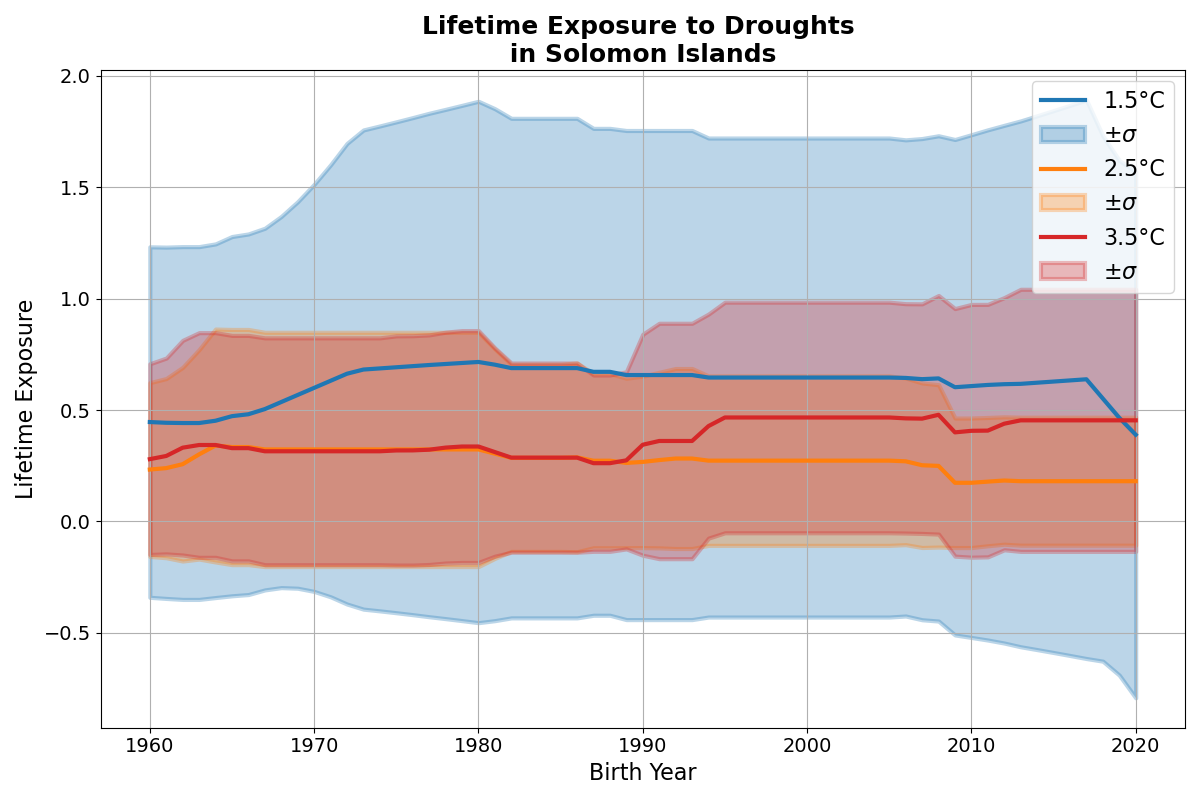 Lifetime Exposure to Droughts
in Solomon Islands
2.0
1.5
1.0
0.5
0.0
−0.5
Lifetime Exposure
1.5°C
±σ
2.5°C
±σ
3.5°C
±σ
1960
1970
1980
1990
2000
2010
2020
Birth Year